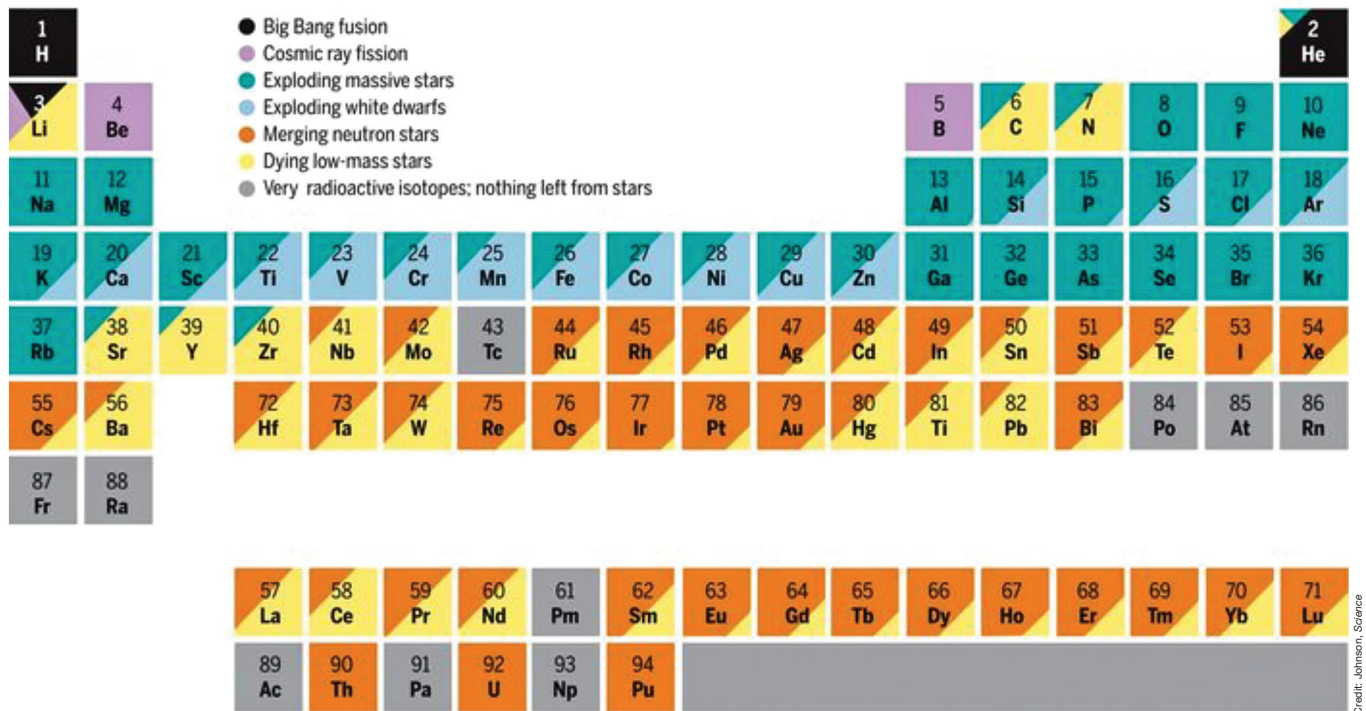 1 2
H He
Big Bang fusion
Cosmic ray fission
Exploding massive stars
Exploding white dwarfs
Merging neutron stars
Dying low-mass stars
Very radioactive isotopes; nothing left from stars
3 4 5 6 7 8 9 10
Li Be B C N O F Ne
11 12 13 14 15 16 17 18
Na Mg Al Si P S Cl Ar
19 20 21 22 23 24 25 26 27 28 29 30 31 32 33 34 35 36
K Ca Sc Ti V Cr Mn Fe Co Ni Cu Zn Ga Ge As Se Br Kr
37 38 39 40 41 42 43 44 45 46 47 48 49 50 51 52 53 54
Rb Sr Y Zr Nb Mo Tc Ru Rh Pd Ag Cd In Sn Sb Te I Xe
55 56 72 73 74 75 76 77 78 79 80 81 82 83 84 85 86
Cs Ba Hf Ta W Re Os Ir Pt Au Hg Ti Pb Bi Po At Rn
87 88
Fr Ra
57 58 59 60 61 62 63 64 65 66 67 68 69 70 71
La Ce Pr Nd Pm Sm Eu Gd Tb Dy Ho Er Tm Yb Lu
89 90 91 92 93 94
Ac Th Pa U Np Pu
Credit: Johnson, Science